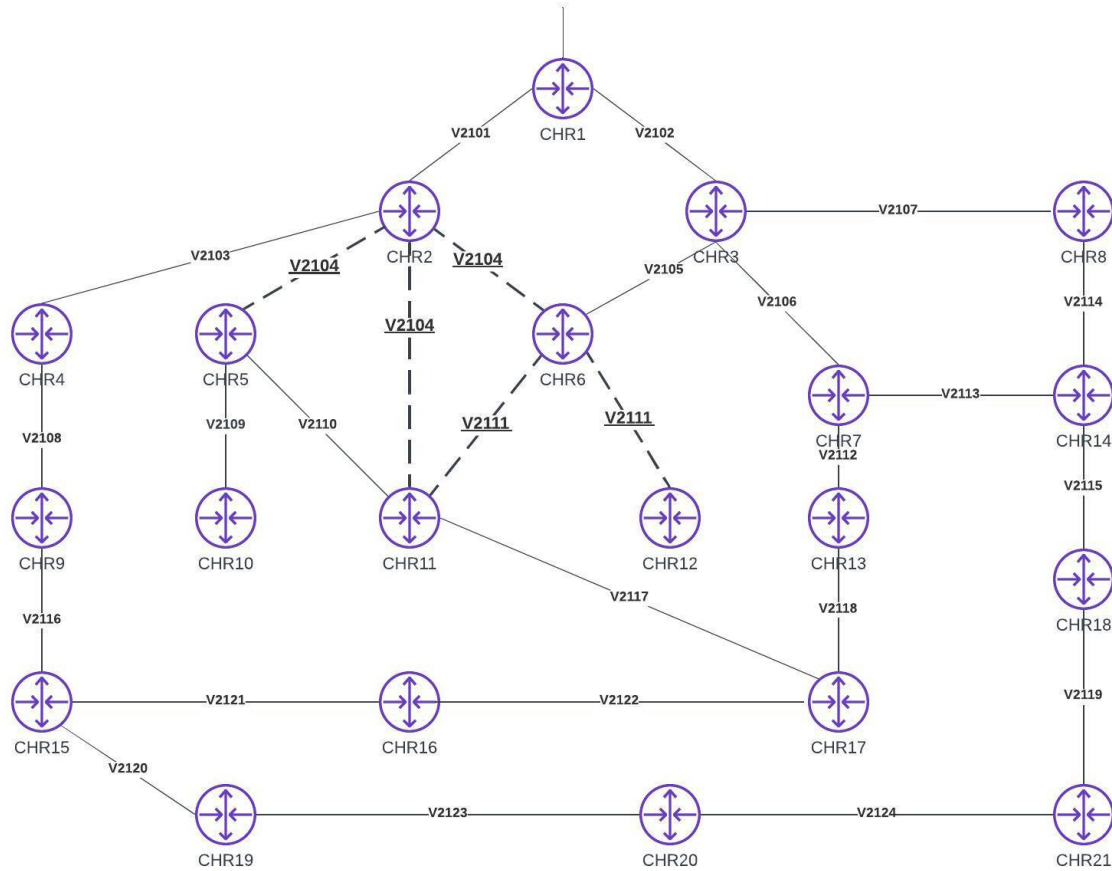 CHR1
V2101
V2102
CHR2
CHR3
V2107
CHR8
V2103
V2104
V2104
V2105
V2106
V2114
V2104
CHR4
CHR5
CHR6
CHR7
V2113
CHR14
V2108
V2109
V2110
V2111
V2111
V2112
V2115
CHR9
CHR10
CHR11
CHR12
CHR13
V2116
V2117
V2118
CHR18
V2121
V2122
V2119
CHR15
CHR16
CHR17
V2120
V2123
V2124
CHR19
CHR20
CHR21